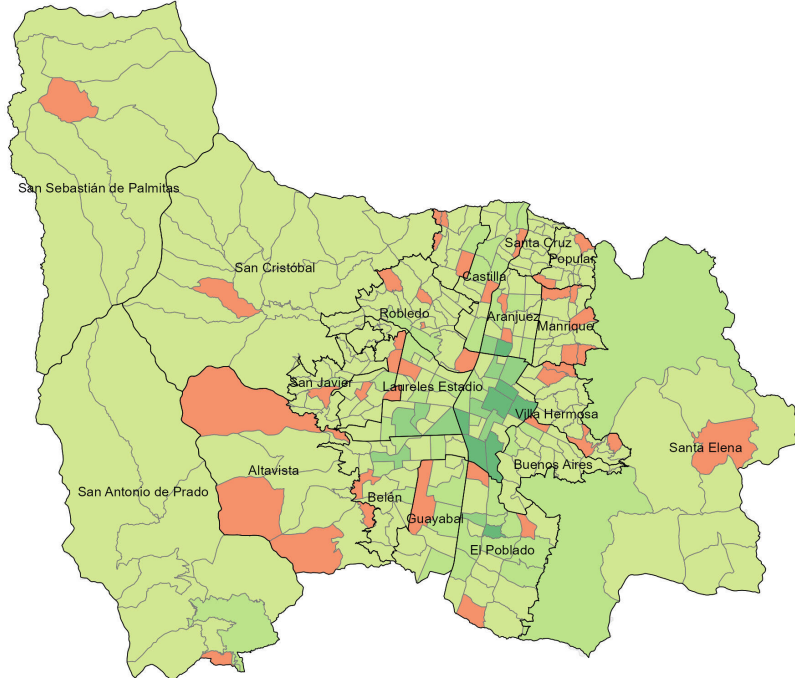 San Sebastián de Palmitas
Santa Cruz
Popular
San Cristóbal
Castilla
Robledo
Aranjuez
Manrique
San Javier
Laureles Estadio
Villa Hermosa
Santa Elena
Altavista
Buenos Aires
San Antonio de Prado
Belén
Guayabal
El Poblado